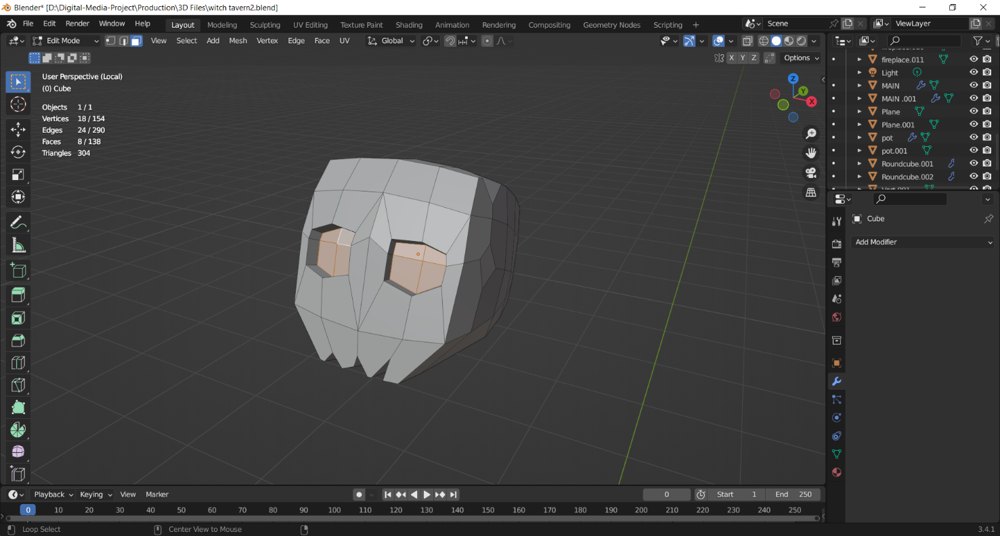 Blender* [D:\Digital-Media-Project\Production\3D Files\witch tavern2.blend]
File Edit Render Window Help Layout Modeling Sculpting UV Editing Texture Paint Shading Animation Rendering Compositing Geometry Nodes Scripting + Scene ViewLayer
Edit Mode View Select Add Mesh Vertex Edge Face UV Global
X Y Z Options
User Perspective (Local)
(0) Cube
Objects 1 / 1
Vertices 18 / 154
Edges 24 / 290
Faces 8 / 138
Triangles 304
Z
Y
X
fireplace.011
Light
MAIN
MAIN .001
Plane
Plane.001
pot
pot.001
Roundcube.001
Roundcube.002
Cube
Add Modifier
Playback Keying View Marker 0 Start 1 End 250
0 10 20 30 40 50 60 70 80 90 100 110 120 130 140 150 160 170 180 190 200 210 220 230 240 250
Loop Select Center View to Mouse 3.4.1